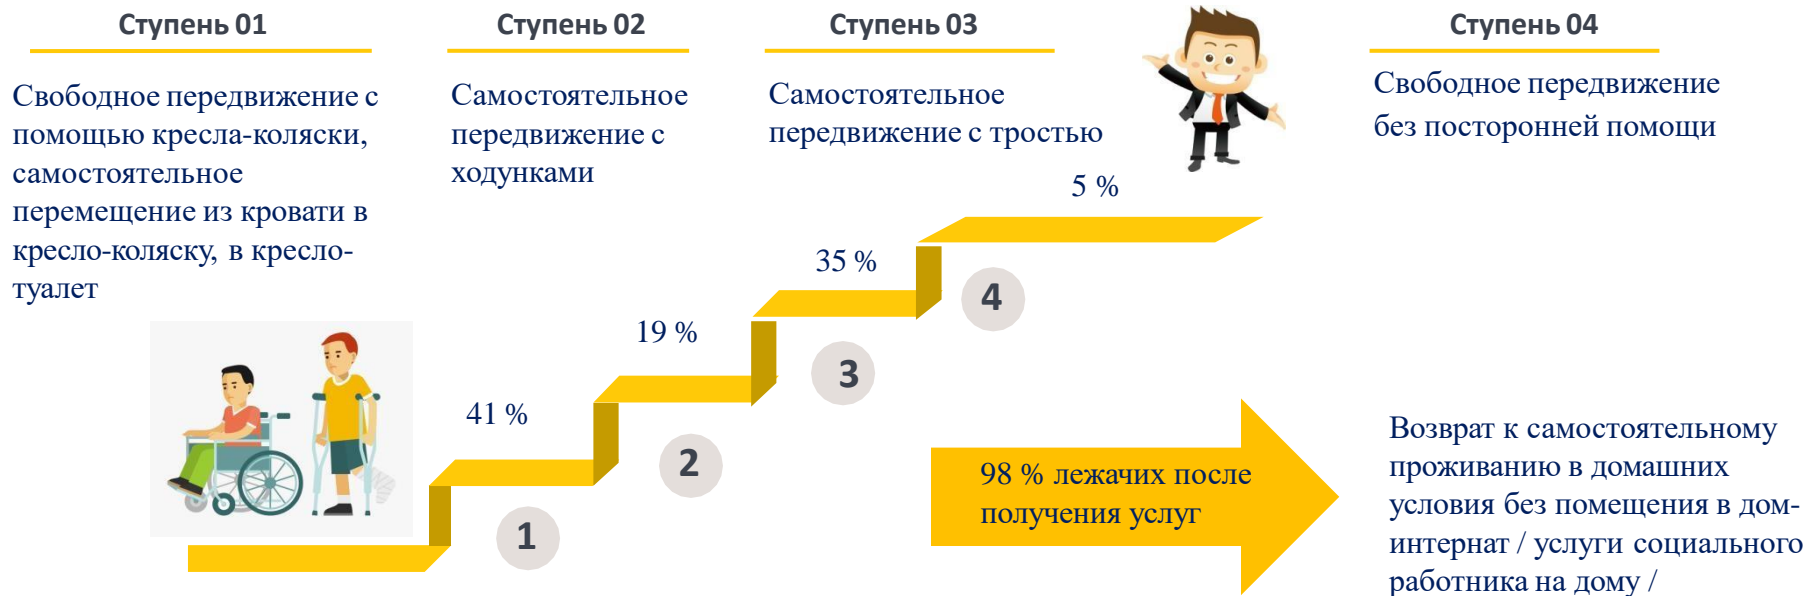 Ступень 01
Свободное передвижение с
помощью кресла-коляски,
самостоятельное
перемещение из кровати в
кресло-коляску, в кресло-
туалет
Ступень 02
Самостоятельное
передвижение с
ходунками
Ступень 03
Самостоятельное
передвижение с тростью
Ступень 04
Свободное передвижение
без посторонней помощи
5 %
35 %
4
19 %
3
41 %
2
1
98 % лежачих после
получения услуг
Возврат к самостоятельному
проживанию в домашних
условия без помещения в дом-
интернат / услуги социального
работника на дому /